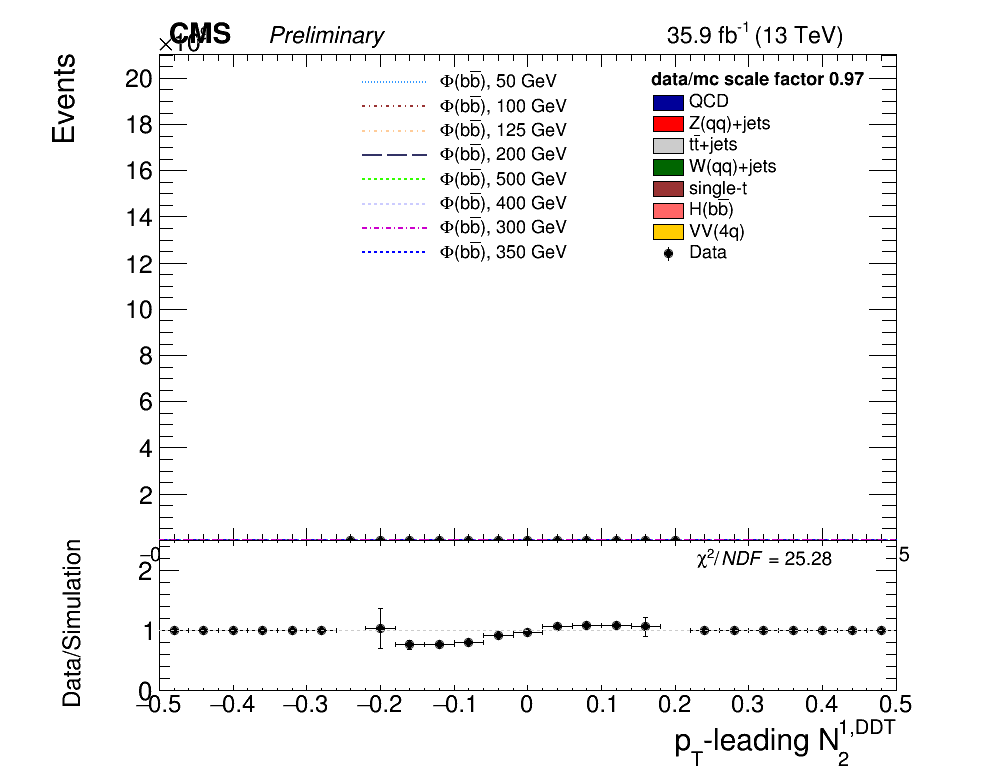 CMS Preliminary 35.9 fb⁻¹ (13 TeV)
Events
20
18
16
14
12
10
8
6
4
2
Φ(bb̅), 50 GeV
Φ(bb̅), 100 GeV
Φ(bb̅), 125 GeV
Φ(bb̅), 200 GeV
Φ(bb̅), 500 GeV
Φ(bb̅), 400 GeV
Φ(bb̅), 300 GeV
Φ(bb̅), 350 GeV
data/mc scale factor 0.97
QCD
Z(qq)+jets
tt̅+jets
W(qq)+jets
single-t
H(bb̅)
VV(4q)
Data
χ²/NDF = 25.28
Data/Simulation
2
1
0
−0.5 −0.4 −0.3 −0.2 −0.1 0 0.1 0.2 0.3 0.4 0.5
p_T-leading N₂^1,DDT